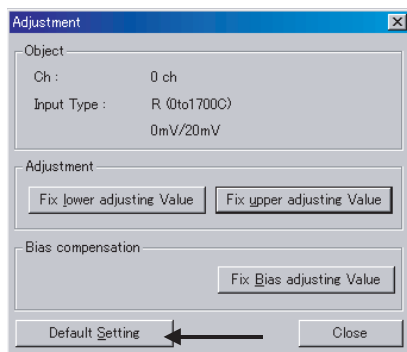 Adjustment
Object
Ch : 0 ch
Input Type : R (0to1700C)
0mV/20mV
Adjustment
Fix lower adjusting Value Fix upper adjusting Value
Bias compensation
Fix Bias adjusting Value
Default Setting Close